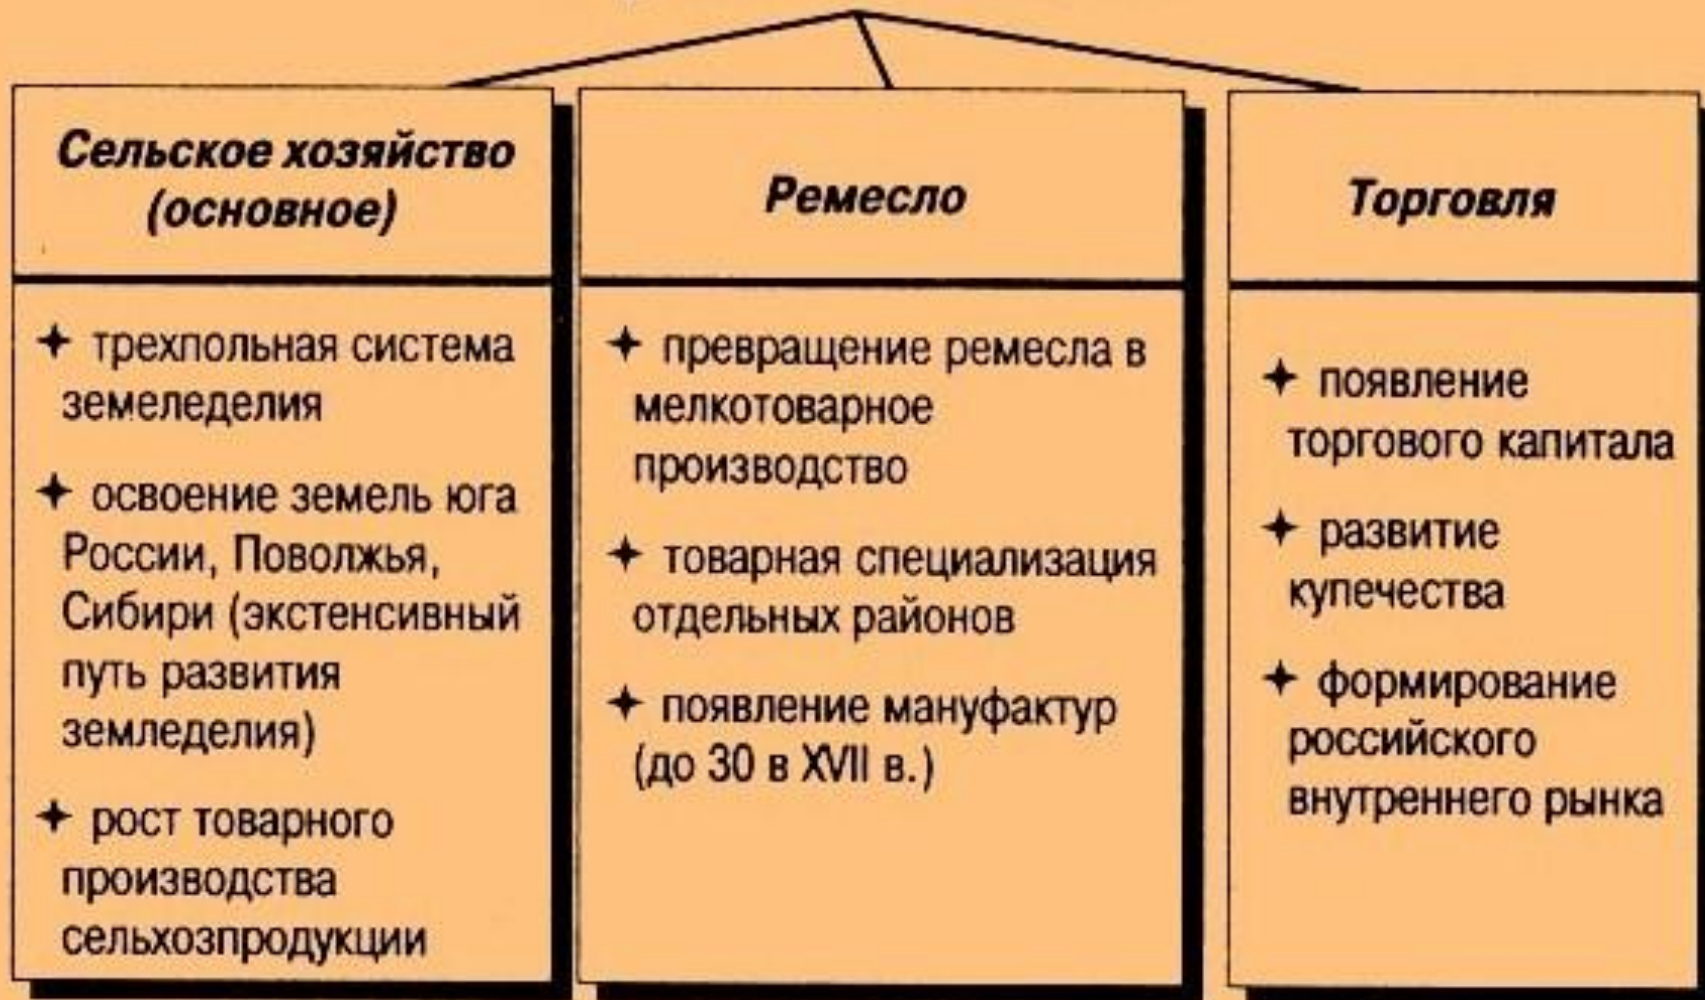 Сельское хозяйство
(основное)
✦ трехпольная система
земеледелия
✦ освоение земель юга
России, Поволжья,
Сибири (экстенсивный
путь развития
земледелия)
✦ рост товарного
производства
сельхозпродукции
Ремесло
✦ превращение ремесла в
мелкотоварное
производство
✦ товарная специализация
отдельных районов
✦ появление мануфактур
(до 30 в XVII в.)
Торговля
✦ появление
торгового капитала
✦ развитие
купечества
✦ формирование
российского
внутреннего рынка